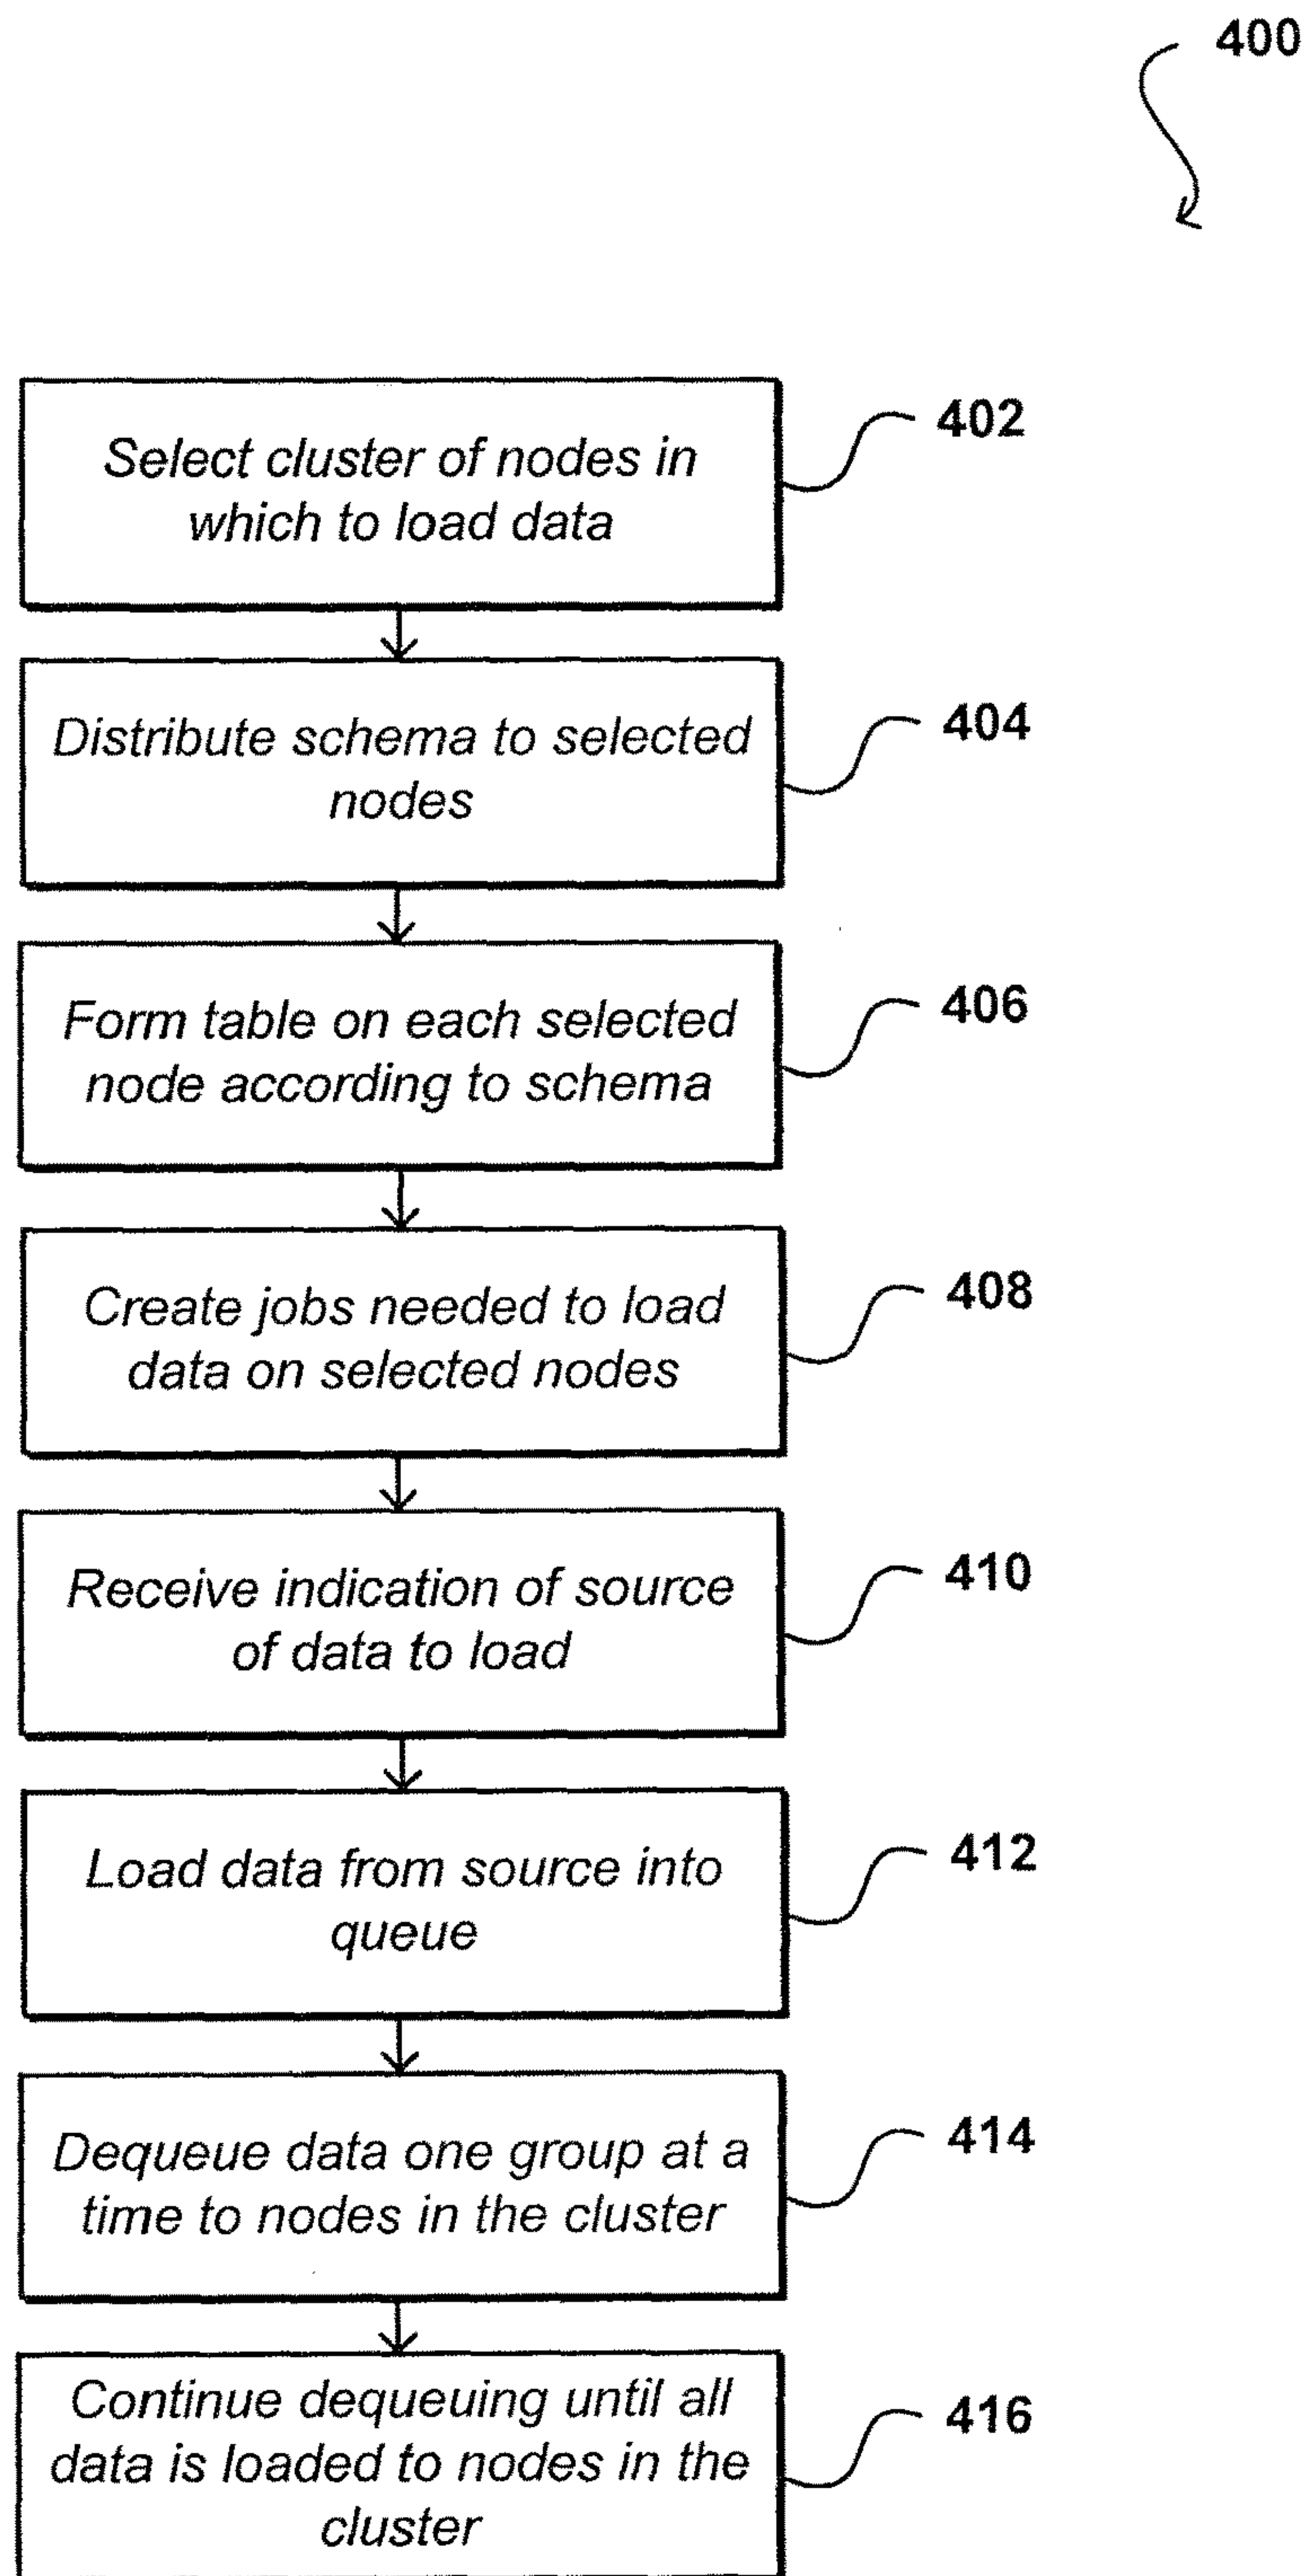 400
Select cluster of nodes in
which to load data
402
Distribute schema to selected
nodes
404
Form table on each selected
node according to schema
406
Create jobs needed to load
data on selected nodes
408
Receive indication of source
of data to load
410
Load data from source into
queue
412
Dequeue data one group at a
time to nodes in the cluster
414
Continue dequeuing until all
data is loaded to nodes in the
cluster
416